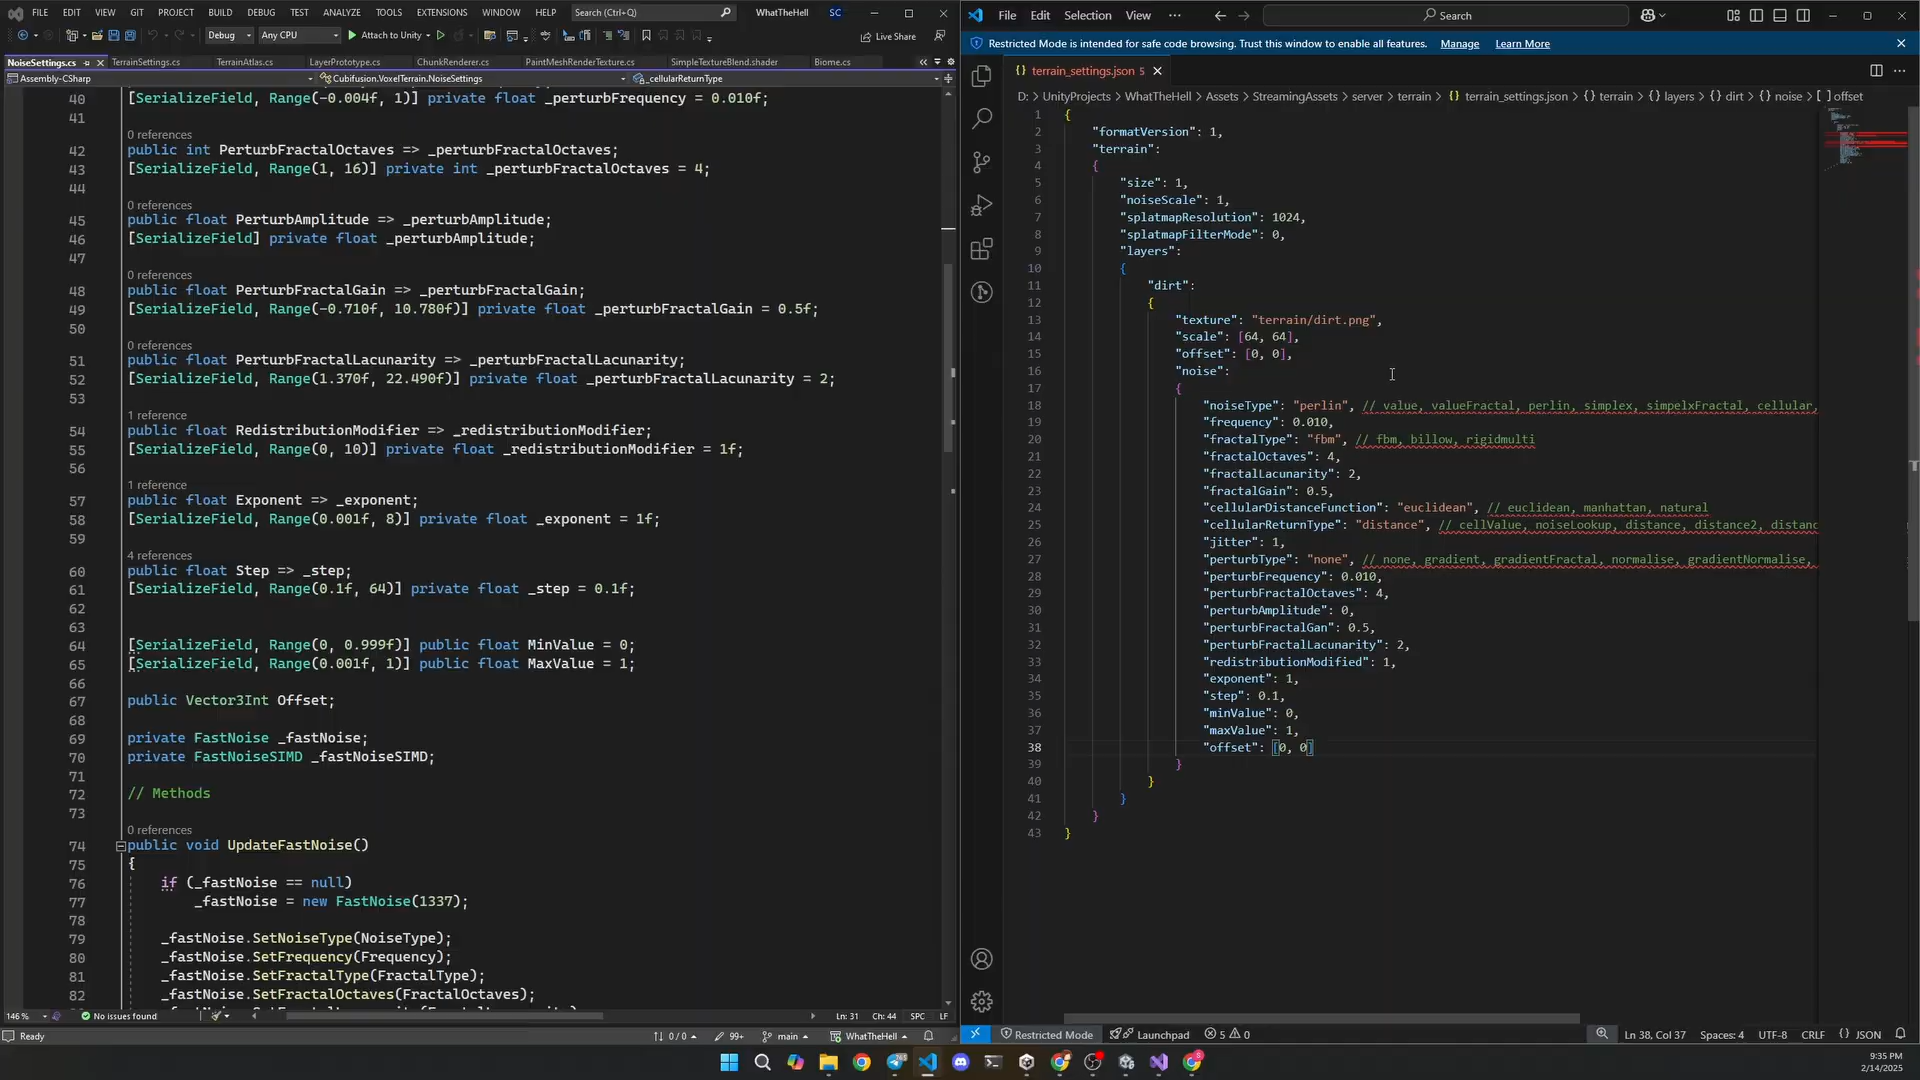 FILE EDIT VIEW GIT PROJECT BUILD DEBUG TEST ANALYZE TOOLS EXTENSIONS WINDOW HELP Search (Ctrl+Q) WhatTheHell SC
Debug Any CPU Attach to Unity Live Share
NoiseSettings.cs TerrainSettings.cs TerrainAtlas.cs LayerPrototype.cs ChunkRenderer.cs PaintMeshRenderTexture.cs SimpleTextureBlend.shader Biome.cs
Assembly-CSharp Cubifusion.VoxelTerrain.NoiseSettings _cellularReturnType
40 [SerializeField, Range(-0.004f, 1)] private float _perturbFrequency = 0.010f;
41
0 references
42 public int PerturbFractalOctaves => _perturbFractalOctaves;
43 [SerializeField, Range(1, 16)] private int _perturbFractalOctaves = 4;
44
0 references
45 public float PerturbAmplitude => _perturbAmplitude;
46 [SerializeField] private float _perturbAmplitude;
47
0 references
48 public float PerturbFractalGain => _perturbFractalGain;
49 [SerializeField, Range(-0.710f, 10.780f)] private float _perturbFractalGain = 0.5f;
50
0 references
51 public float PerturbFractalLacunarity => _perturbFractalLacunarity;
52 [SerializeField, Range(1.370f, 22.490f)] private float _perturbFractalLacunarity = 2;
53
1 reference
54 public float RedistributionModifier => _redistributionModifier;
55 [SerializeField, Range(0, 10)] private float _redistributionModifier = 1f;
56
1 reference
57 public float Exponent => _exponent;
58 [SerializeField, Range(0.001f, 8)] private float _exponent = 1f;
59
4 references
60 public float Step => _step;
61 [SerializeField, Range(0.1f, 64)] private float _step = 0.1f;
62
63
64 [SerializeField, Range(0, 0.999f)] public float MinValue = 0;
65 [SerializeField, Range(0.001f, 1)] public float MaxValue = 1;
66
67 public Vector3Int Offset;
68
69 private FastNoise _fastNoise;
70 private FastNoiseSIMD _fastNoiseSIMD;
71
72 // Methods
73
0 references
74 public void UpdateFastNoise()
75 {
76 if (_fastNoise == null)
77 _fastNoise = new FastNoise(1337);
78
79 _fastNoise.SetNoiseType(NoiseType);
80 _fastNoise.SetFrequency(Frequency);
81 _fastNoise.SetFractalType(FractalType);
82 _fastNoise.SetFractalOctaves(FractalOctaves);
146 % No issues found Ln: 31 Ch: 44 SPC LF
Ready 0 / 0 99+ main WhatTheHell
File Edit Selection View ··· Search
Restricted Mode is intended for safe code browsing. Trust this window to enable all features. Manage Learn More
{} terrain_settings.json 5
D: > UnityProjects > WhatTheHell > Assets > StreamingAssets > server > terrain > {} terrain_settings.json > {} terrain > {} layers > {} dirt > {} noise > [ ] offset
1 {
2 "formatVersion": 1,
3 "terrain":
4 {
5 "size": 1,
6 "noiseScale": 1,
7 "splatmapResolution": 1024,
8 "splatmapFilterMode": 0,
9 "layers":
10 {
11 "dirt":
12 {
13 "texture": "terrain/dirt.png",
14 "scale": [64, 64],
15 "offset": [0, 0],
16 "noise":
17 {
18 "noiseType": "perlin", // value, valueFractal, perlin, simplex, simpelxFractal, cellular,
19 "frequency": 0.010,
20 "fractalType": "fbm", // fbm, billow, rigidmulti
21 "fractalOctaves": 4,
22 "fractalLacunarity": 2,
23 "fractalGain": 0.5,
24 "cellularDistanceFunction": "euclidean", // euclidean, manhattan, natural
25 "cellularReturnType": "distance", // cellValue, noiseLookup, distance, distance2, distanc
26 "jitter": 1,
27 "perturbType": "none", // none, gradient, gradientFractal, normalise, gradientNormalise,
28 "perturbFrequency": 0.010,
29 "perturbFractalOctaves": 4,
30 "perturbAmplitude": 0,
31 "perturbFractalGan": 0.5,
32 "perturbFractalLacunarity": 2,
33 "redistributionModified": 1,
34 "exponent": 1,
35 "step": 0.1,
36 "minValue": 0,
37 "maxValue": 1,
38 "offset": [0, 0]
39 }
40 }
41 }
42 }
43 }
Restricted Mode Launchpad 5 0 Ln 38, Col 37 Spaces: 4 UTF-8 CRLF {} JSON
9:35 PM
2/14/2025